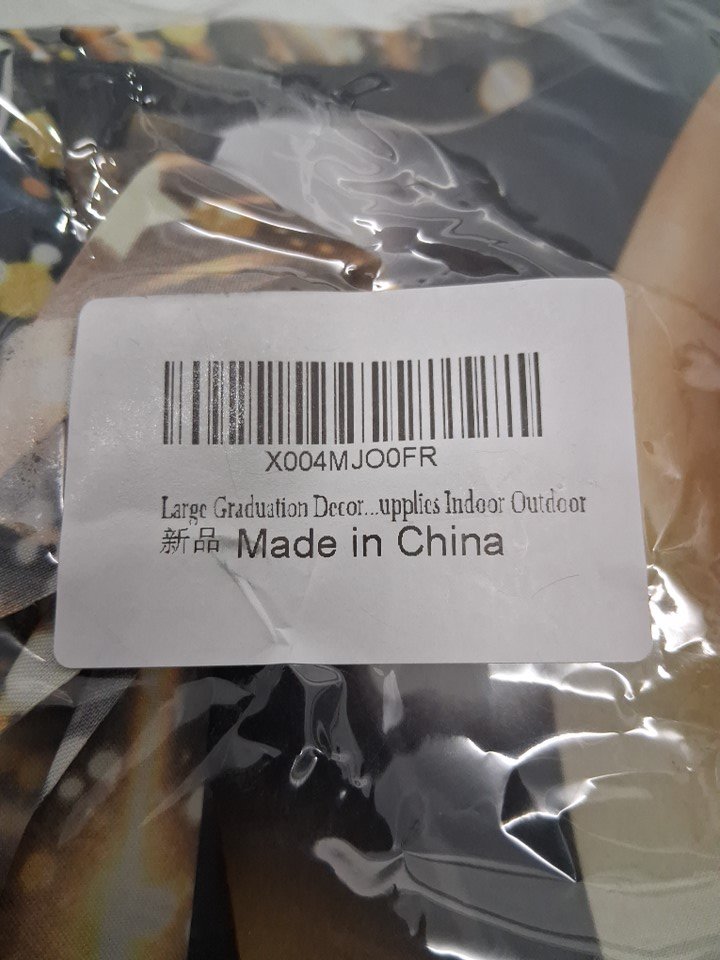 X004MJO0FR
Large Graduation Decor...upplies Indoor Outdoor
新品 Made in China